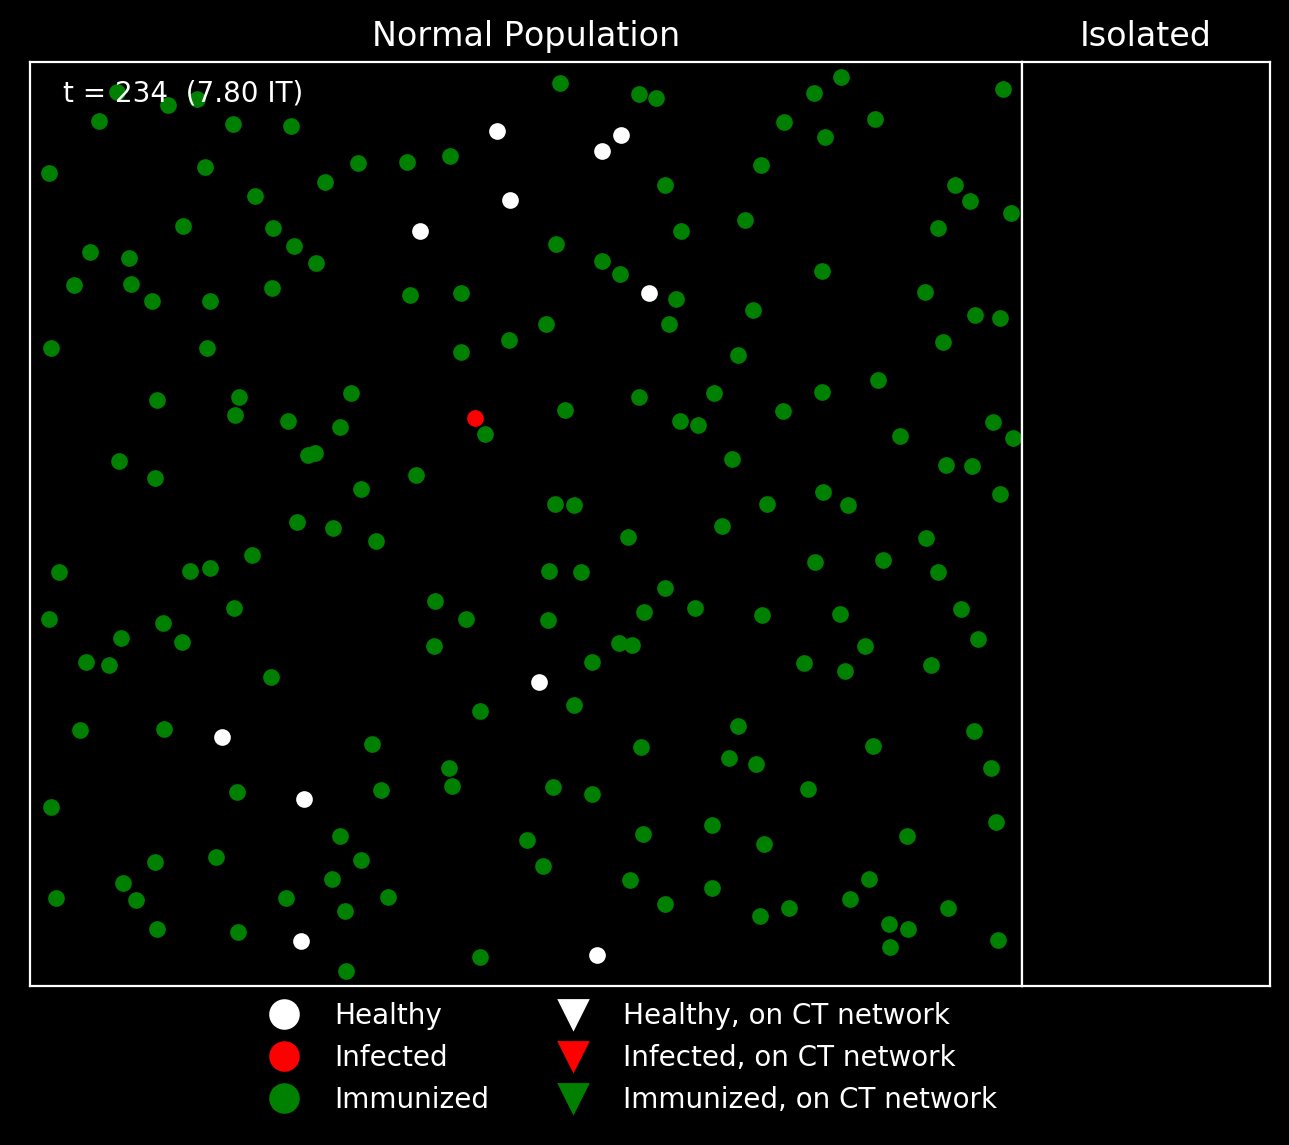 Normal Population
Isolated
t = 234  (7.80 IT)
Healthy
Infected
Immunized
Healthy, on CT network
Infected, on CT network
Immunized, on CT network